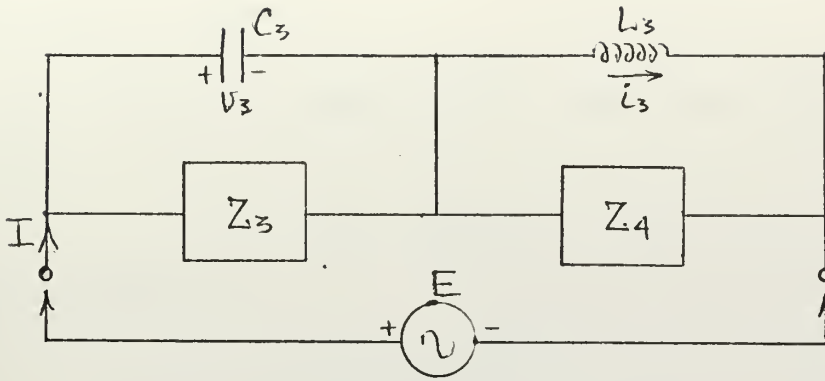 C₃ L₃
+ -
V₃ i₃
Z₃ Z₄
I
E
+ ~ -